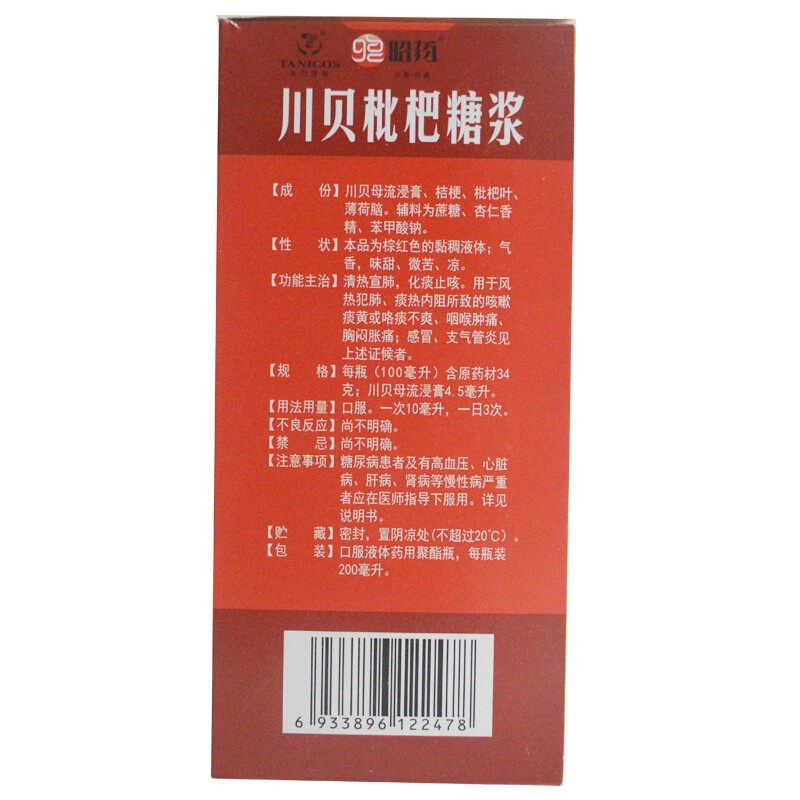 TANICOS
昭药
川贝枇杷糖浆
【成 份】川贝母流浸膏、桔梗、枇杷叶、
薄荷脑。辅料为蔗糖、杏仁香
精、苯甲酸钠。
【性 状】本品为棕红色的黏稠液体；气
香，味甜、微苦、凉。
【功能主治】清热宣肺，化痰止咳。用于风
热犯肺、痰热内阻所致的咳嗽
痰黄或咯痰不爽、咽喉肿痛、
胸闷胀痛；感冒、支气管炎见
上述证候者。
【规 格】每瓶（100毫升）含原药材34
克；川贝母流浸膏4.5毫升。
【用法用量】口服。一次10毫升，一日3次。
【不良反应】尚不明确。
【禁 忌】尚不明确。
【注意事项】糖尿病患者及有高血压、心脏
病、肝病、肾病等慢性病严重
者应在医师指导下服用。详见
说明书。
【贮 藏】密封，置阴凉处(不超过20℃）。
【包 装】口服液体药用聚酯瓶，每瓶装
200毫升。
6 933896 122478